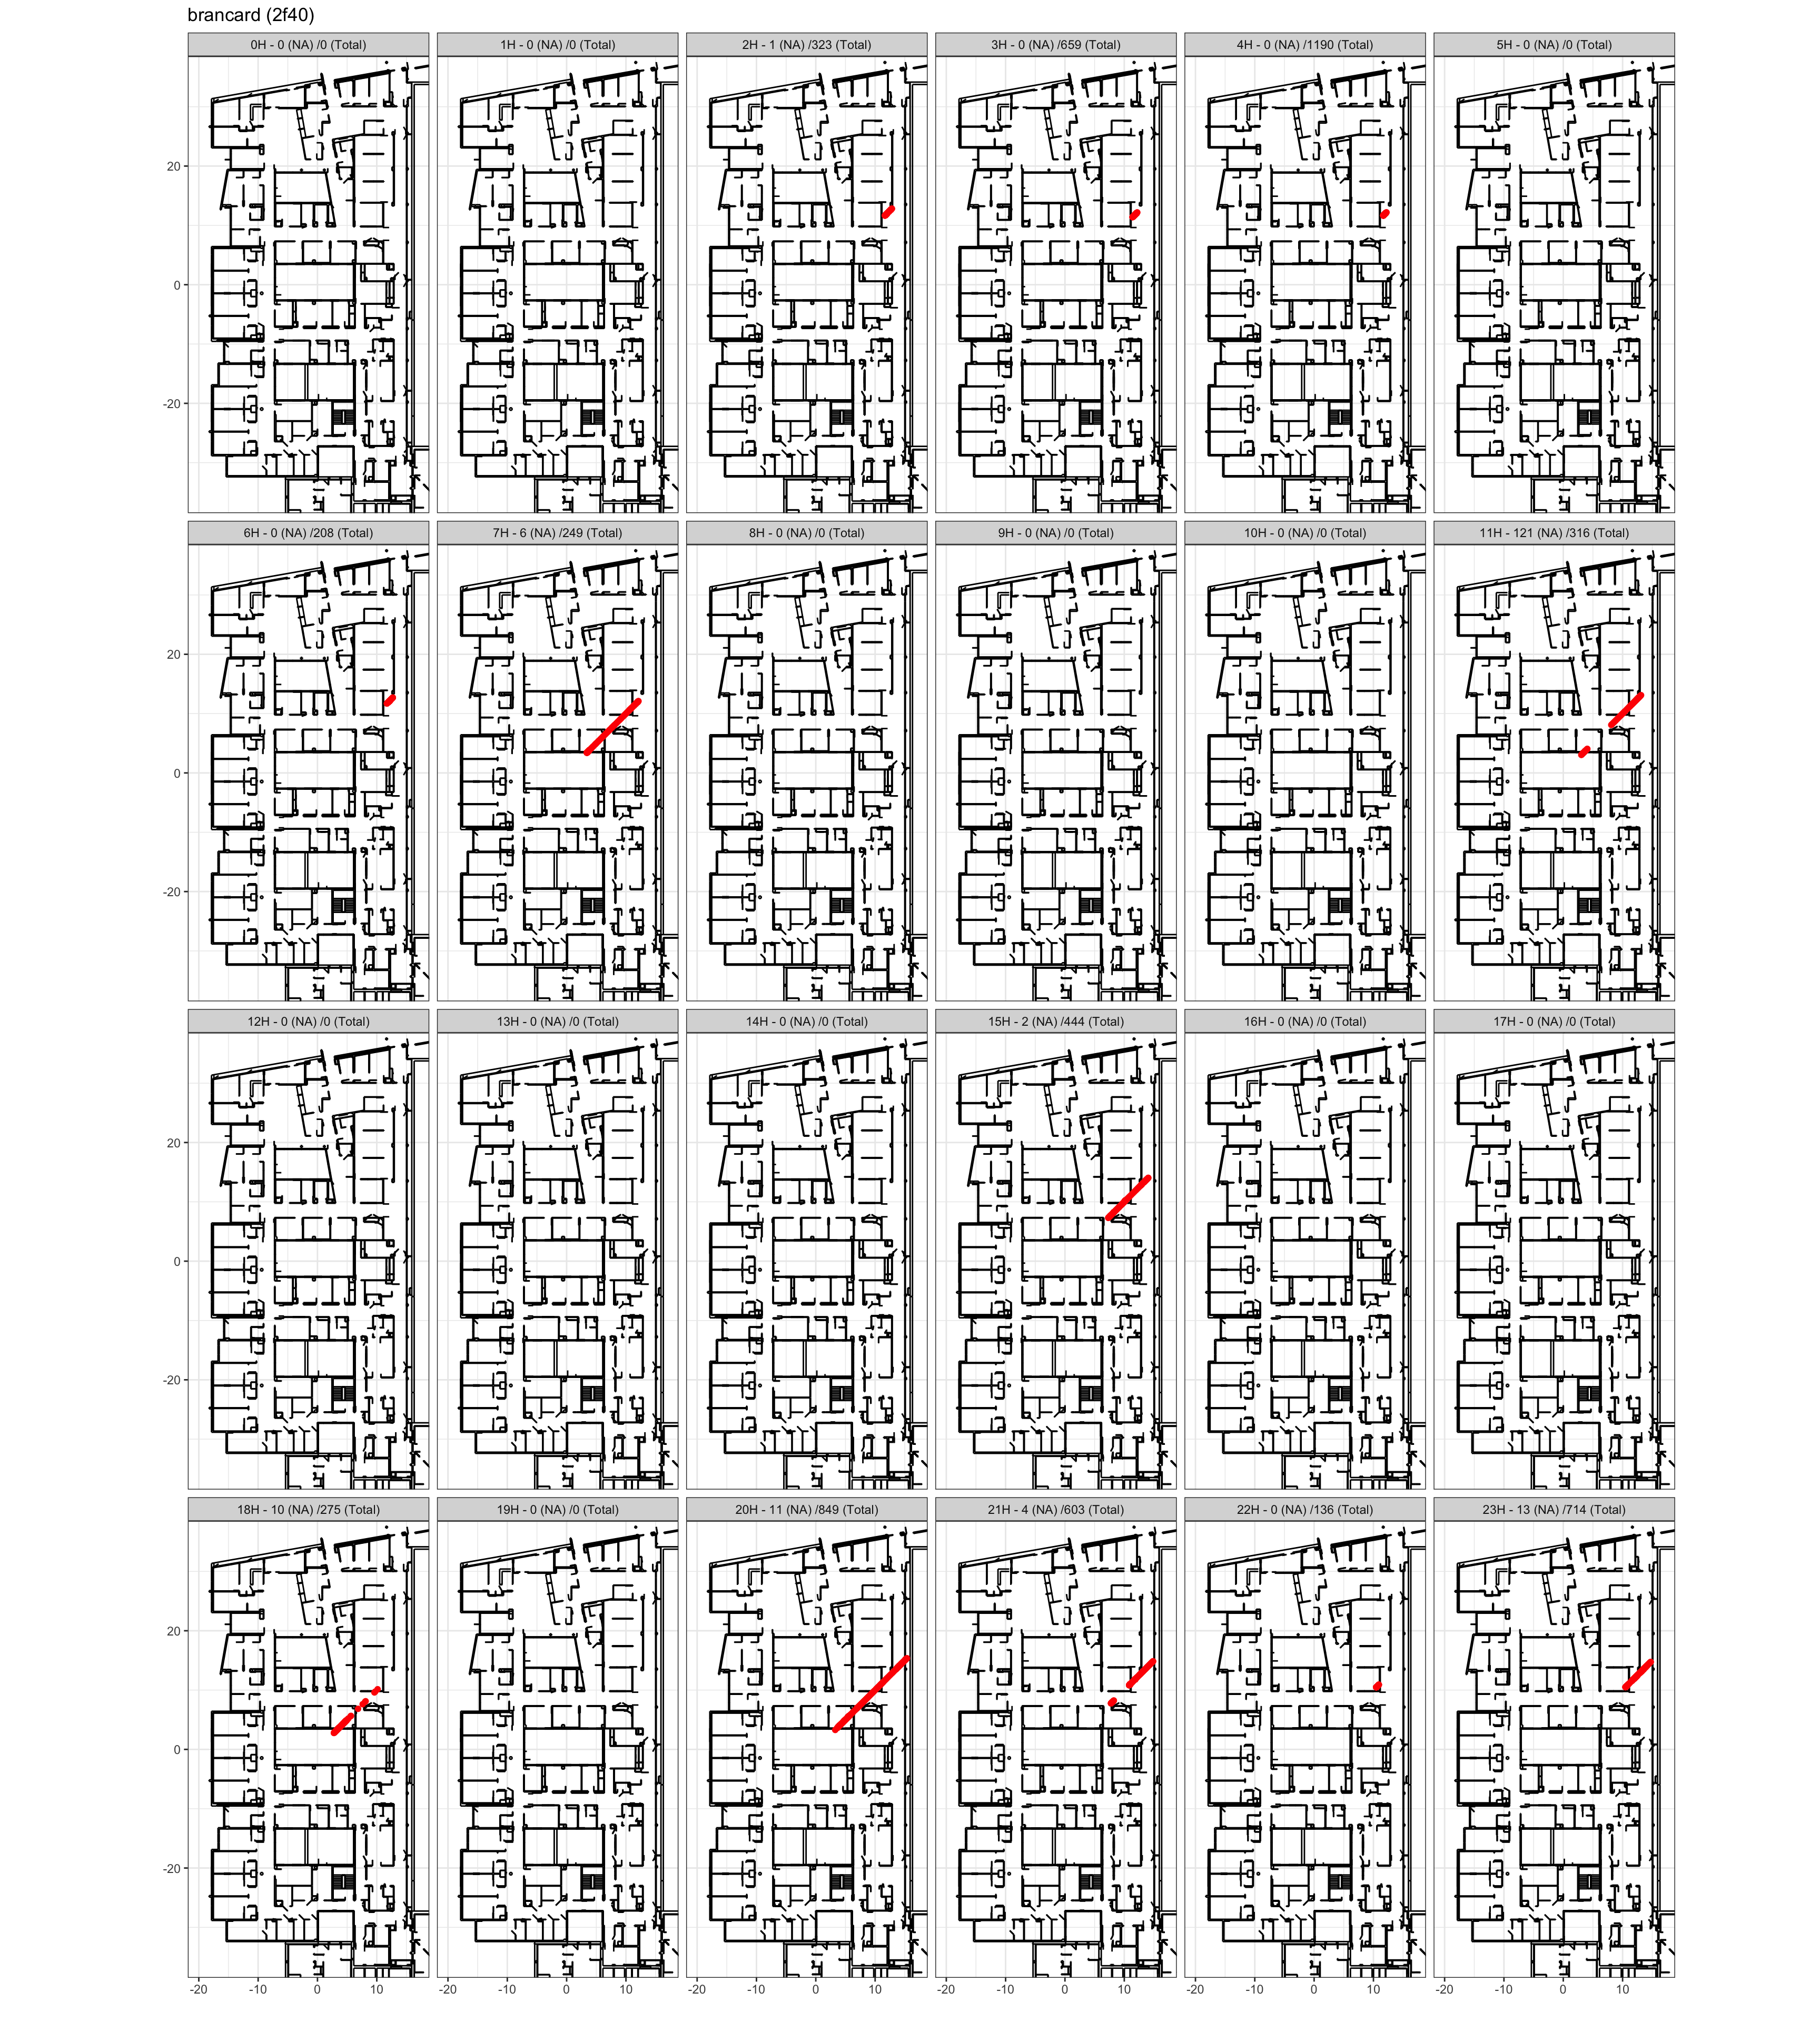 brancard (2f40)
0H - 0 (NA) /0 (Total) 1H - 0 (NA) /0 (Total) 2H - 1 (NA) /323 (Total) 3H - 0 (NA) /659 (Total) 4H - 0 (NA) /1190 (Total) 5H - 0 (NA) /0 (Total)
20
0
-20
6H - 0 (NA) /208 (Total) 7H - 6 (NA) /249 (Total) 8H - 0 (NA) /0 (Total) 9H - 0 (NA) /0 (Total) 10H - 0 (NA) /0 (Total) 11H - 121 (NA) /316 (Total)
20
0
-20
12H - 0 (NA) /0 (Total) 13H - 0 (NA) /0 (Total) 14H - 0 (NA) /0 (Total) 15H - 2 (NA) /444 (Total) 16H - 0 (NA) /0 (Total) 17H - 0 (NA) /0 (Total)
20
0
-20
18H - 10 (NA) /275 (Total) 19H - 0 (NA) /0 (Total) 20H - 11 (NA) /849 (Total) 21H - 4 (NA) /603 (Total) 22H - 0 (NA) /136 (Total) 23H - 13 (NA) /714 (Total)
20
0
-20
-20 -10 0 10 -20 -10 0 10 -20 -10 0 10 -20 -10 0 10 -20 -10 0 10 -20 -10 0 10